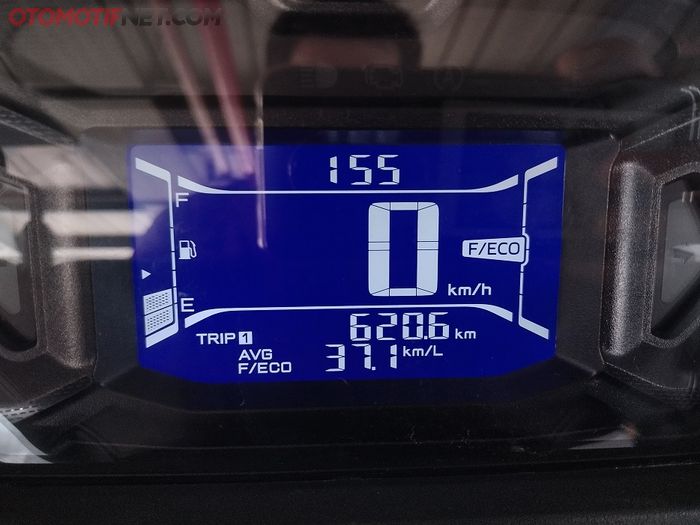 OTOMOTIFNET.COM
155
F
0
F/ECO
km/h
E
TRIP 1 620.6 km
AVG F/ECO 37.1 km/L